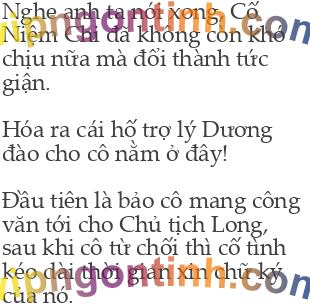 Nghe anh ta nói xong, Cố
Niệm Chi đã không còn khó
chịu nữa mà đổi thành tức
giận.
Hóa ra cái hố trợ lý Dương
đào cho cô nằm ở đây!
Đầu tiên là bảo cô mang công
văn tới cho Chủ tịch Long,
sau khi cô từ chối thì cố tình
kéo dài thời gian xin chữ ký
của nó.
vipngontinh.com
vipngontinh.com